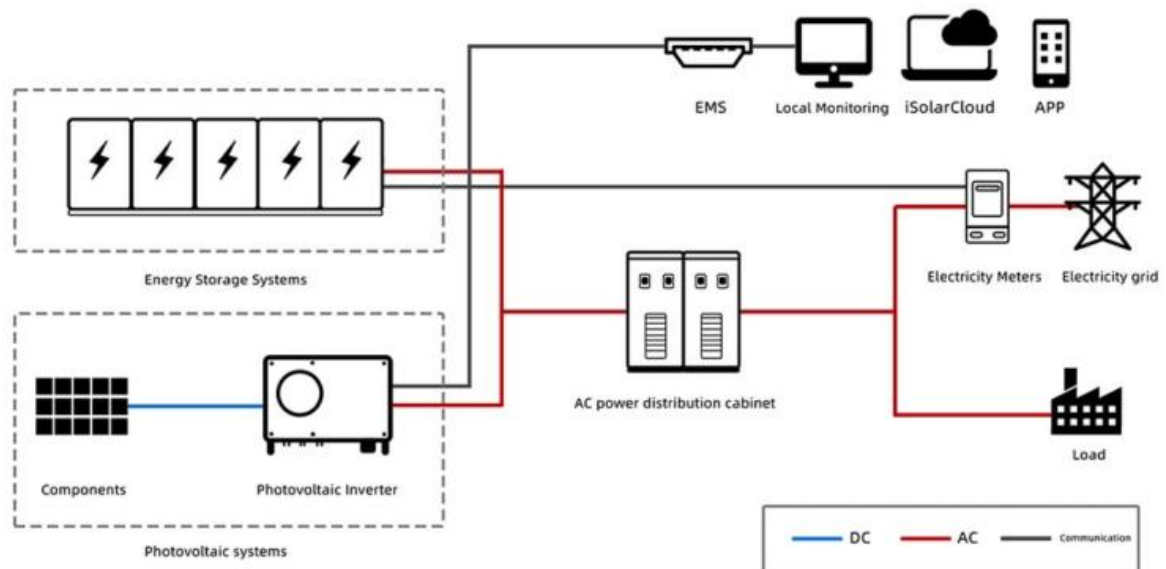 EMS
Local Monitoring
iSolarCloud
APP
Energy Storage Systems
Electricity Meters
Electricity grid
AC power distribution cabinet
Load
Components
Photovoltaic Inverter
Photovoltaic systems
DC
AC
Communication